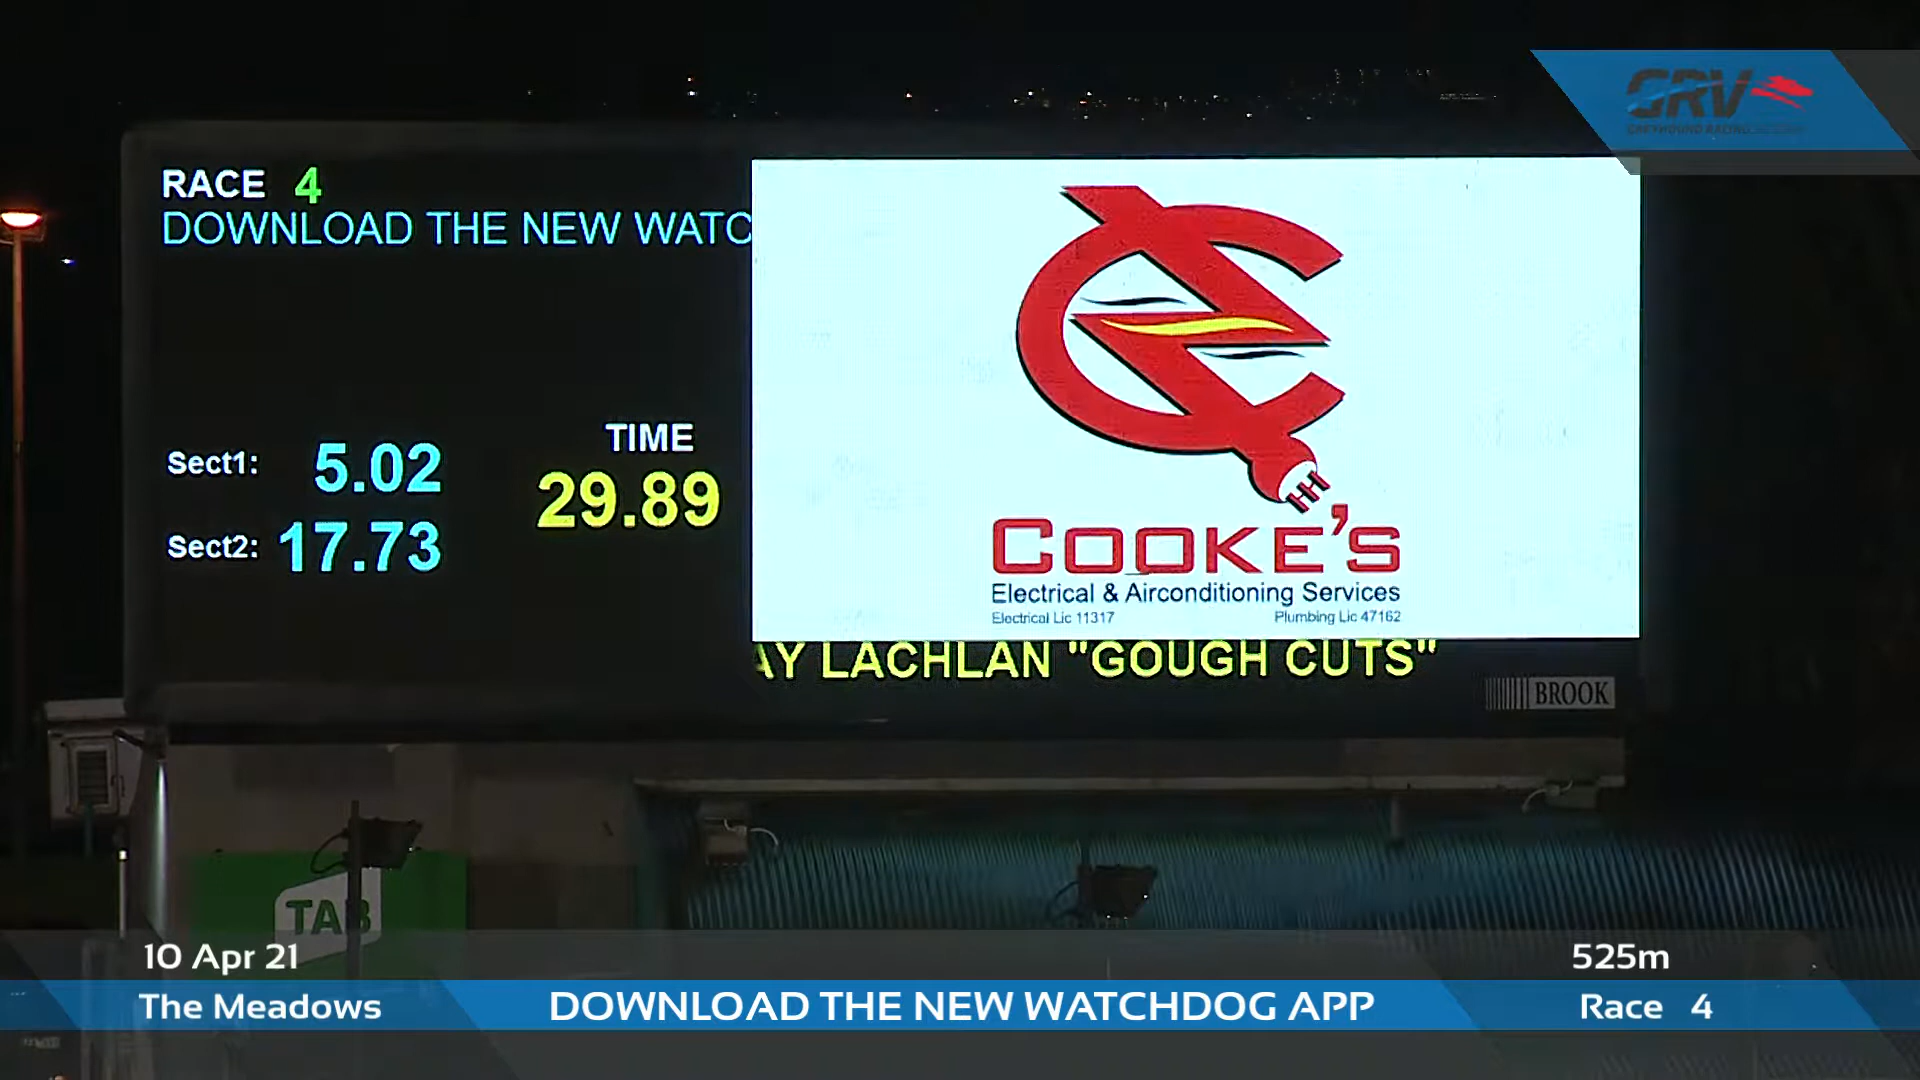 GRV
RACE 4
DOWNLOAD THE NEW WATC
Sect1: 5.02
Sect2: 17.73
TIME
29.89
COOKE'S
Electrical & Airconditioning Services
Electrical Lic 11317
Plumbing Lic 47162
AY LACHLAN "GOUGH CUTS"
BROOK
TAB
10 Apr 21
525m
The Meadows
DOWNLOAD THE NEW WATCHDOG APP
Race 4